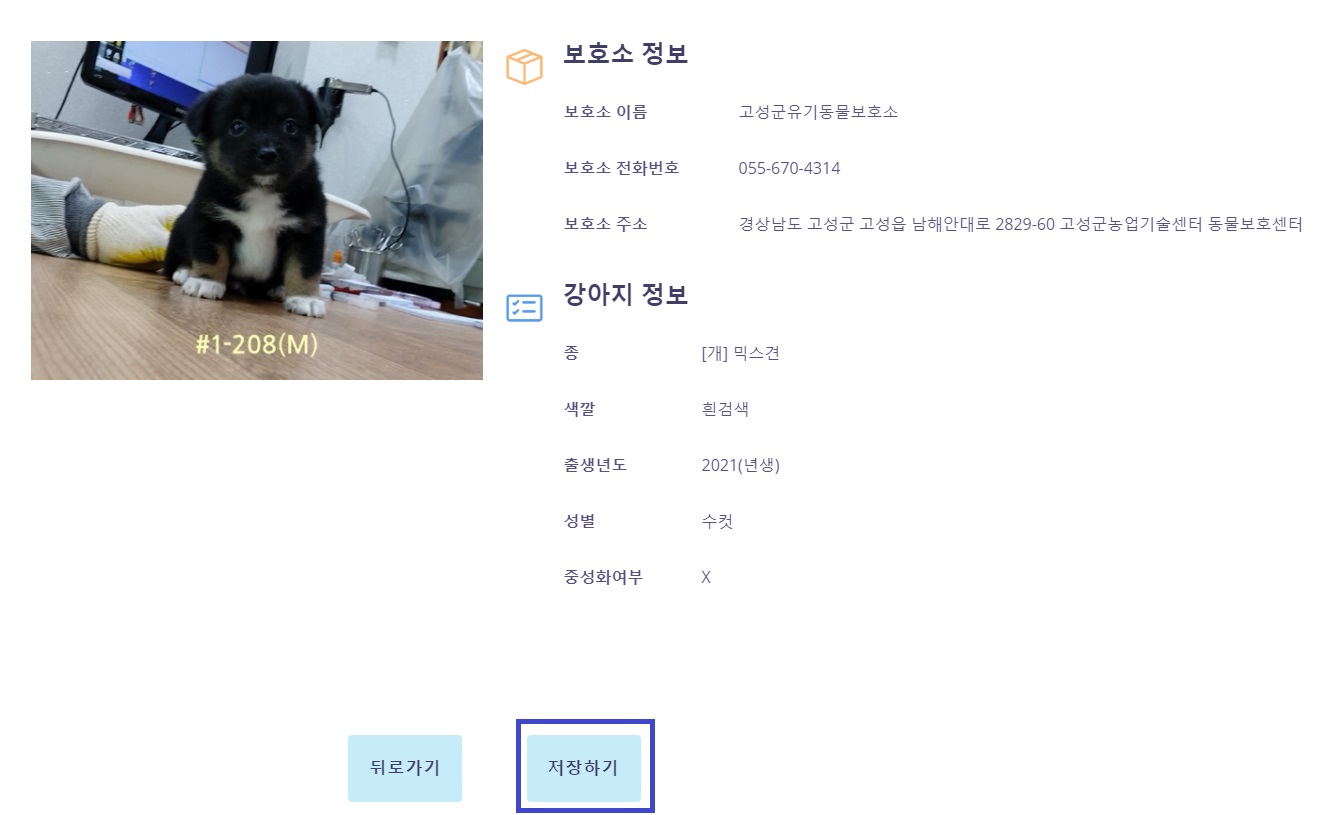 보호소 정보
보호소 이름 고성군유기동물보호소
보호소 전화번호 055-670-4314
보호소 주소 경상남도 고성군 고성읍 남해안대로 2829-60 고성군농업기술센터 동물보호센터
#1-208(M)
강아지 정보
종 [개] 믹스견
색깔 흰검색
출생년도 2021(년생)
성별 수컷
중성화여부 X
뒤로가기 저장하기